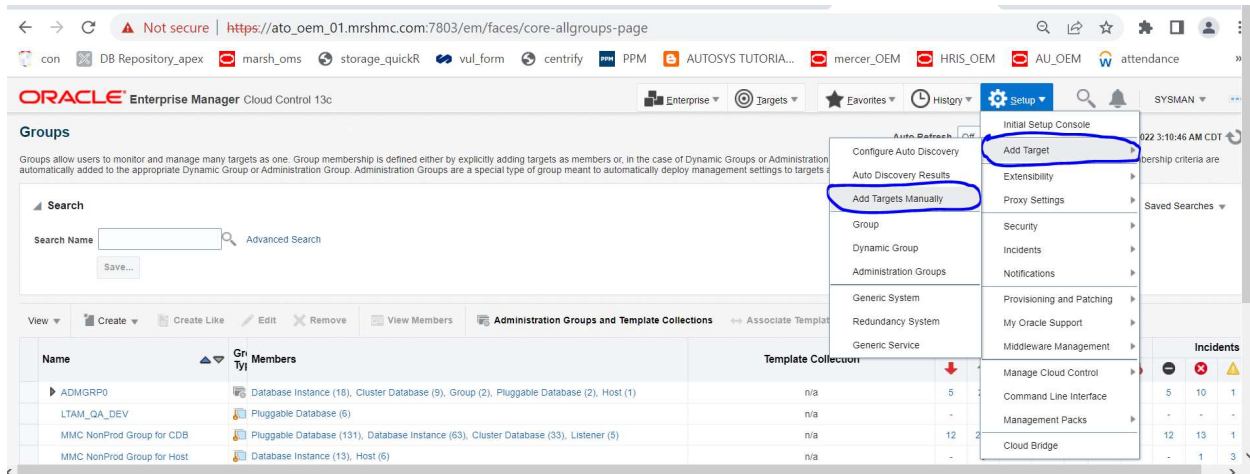 Not secure | https://ato_oem_01.mrshmc.com:7803/em/faces/core-allgroups-page
con DB Repository_apex marsh_oms storage_quickR vul_form centrify PPM PPM AUTOSYS TUTORIA... mercer_OEM HRIS_OEM AU_OEM attendance »
ORACLE Enterprise Manager Cloud Control 13c Enterprise Targets Favorites History Setup SYSMAN
Groups
Auto Refresh Off
022 3:10:46 AM CDT
Groups allow users to monitor and manage many targets as one. Group membership is defined either by explicitly adding targets as members or, in the case of Dynamic Groups or Administration
bership criteria are
automatically added to the appropriate Dynamic Group or Administration Group. Administration Groups are a special type of group meant to automatically deploy management settings to targets
Search
Saved Searches
Search Name Advanced Search
Save...
Initial Setup Console
Add Target
Extensibility
Proxy Settings
Security
Incidents
Notifications
Provisioning and Patching
My Oracle Support
Middleware Management
Manage Cloud Control
Command Line Interface
Management Packs
Cloud Bridge
Configure Auto Discovery
Auto Discovery Results
Add Targets Manually
Group
Dynamic Group
Administration Groups
Generic System
Redundancy System
Generic Service
View Create Create Like Edit Remove View Members Administration Groups and Template Collections Associate Templat
Name Members Template Collection Incidents
ADMGRP0 Database Instance (18), Cluster Database (9), Group (2), Pluggable Database (2), Host (1) n/a 5 5 10 1
LTAM_QA_DEV Pluggable Database (6) n/a - - - -
MMC NonProd Group for CDB Pluggable Database (131), Database Instance (63), Cluster Database (33), Listener (5) n/a 12 2 12 13 1
MMC NonProd Group for Host Database Instance (13), Host (6) n/a - - 1 3